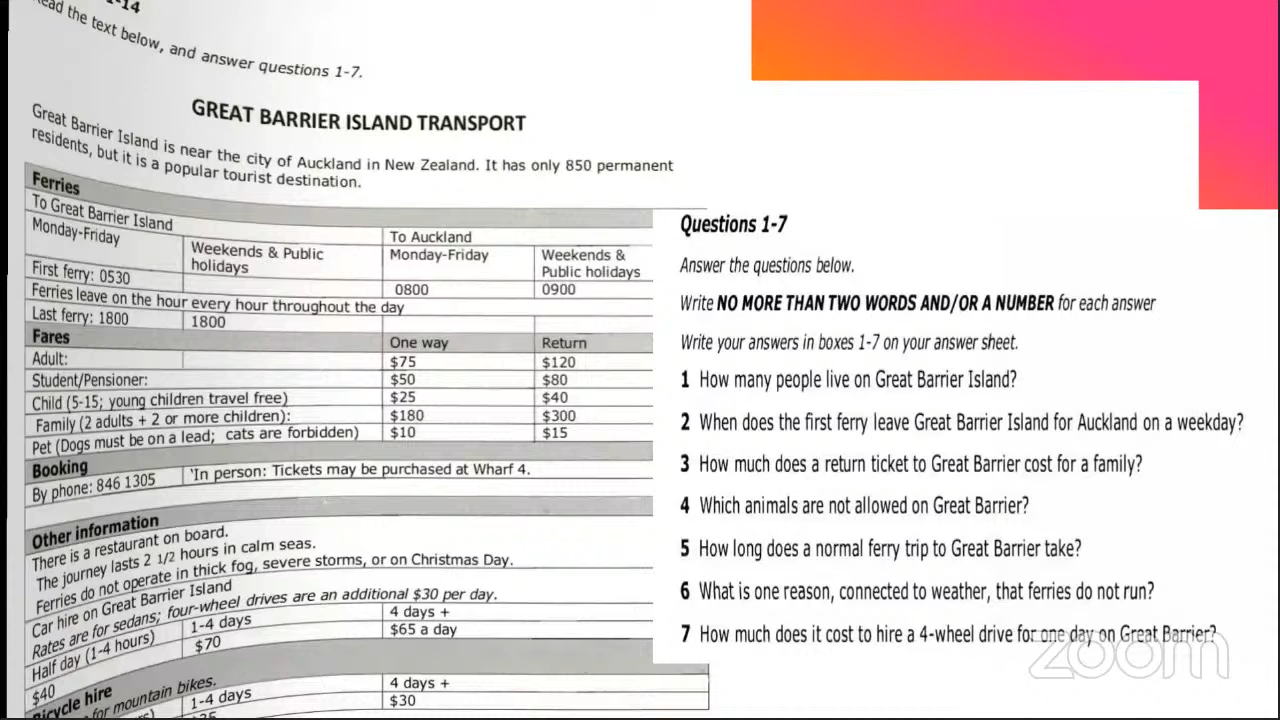 1-14
ead the text below, and answer questions 1-7.
GREAT BARRIER ISLAND TRANSPORT
Great Barrier Island is near the city of Auckland in New Zealand. It has only 850 permanent
residents, but it is a popular tourist destination.
Ferries
To Great Barrier Island
To Auckland
Monday-Friday
Weekends & Public holidays
Monday-Friday
Weekends & Public holidays
First ferry: 0530
0800
0900
Ferries leave on the hour every hour throughout the day
Last ferry: 1800
1800
Fares
One way
Return
Adult:
$75
$120
Student/Pensioner:
$50
$80
Child (5-15; young children travel free)
$25
$40
Family (2 adults + 2 or more children):
$180
$300
Pet (Dogs must be on a lead; cats are forbidden)
$10
$15
Booking
By phone: 846 1305
In person: Tickets may be purchased at Wharf 4.
Other information
There is a restaurant on board.
The journey lasts 2 1/2 hours in calm seas.
Ferries do not operate in thick fog, severe storms, or on Christmas Day.
Car hire on Great Barrier Island
Rates are for sedans; four-wheel drives are an additional $30 per day.
Half day (1-4 hours)
1-4 days
4 days +
$40
$70
$65 a day
Bicycle hire
for mountain bikes.
1-4 days
4 days +
$30
Questions 1-7
Answer the questions below.
Write NO MORE THAN TWO WORDS AND/OR A NUMBER for each answer
Write your answers in boxes 1-7 on your answer sheet.
1 How many people live on Great Barrier Island?
2 When does the first ferry leave Great Barrier Island for Auckland on a weekday?
3 How much does a return ticket to Great Barrier cost for a family?
4 Which animals are not allowed on Great Barrier?
5 How long does a normal ferry trip to Great Barrier take?
6 What is one reason, connected to weather, that ferries do not run?
7 How much does it cost to hire a 4-wheel drive for one day on Great Barrier?
zoom